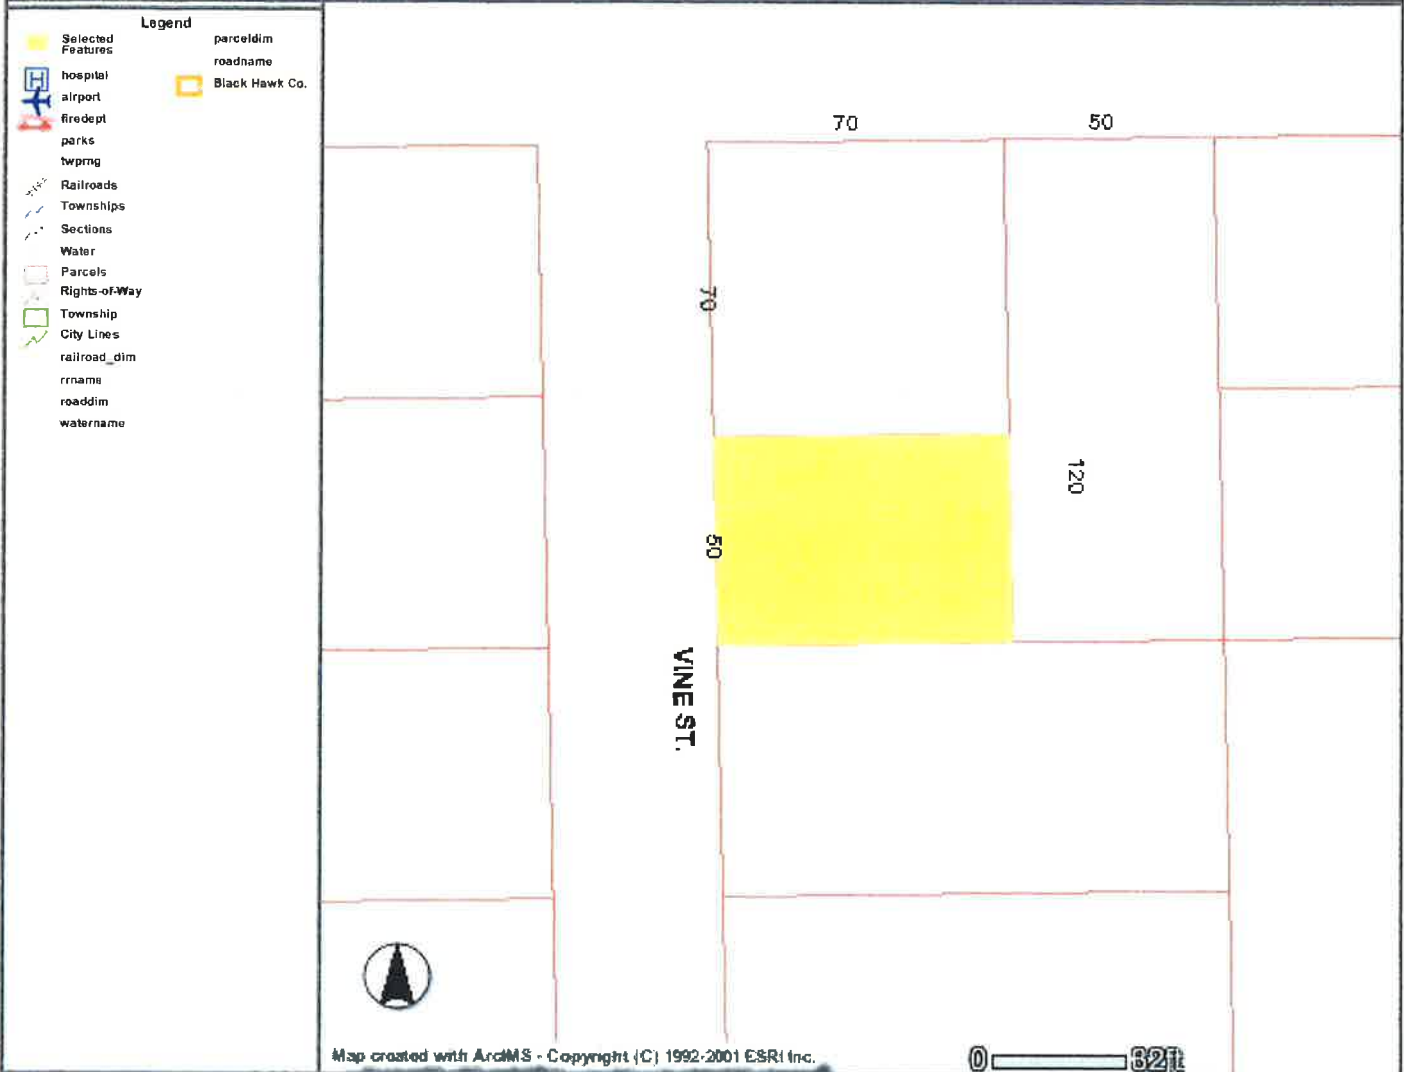 Legend
Selected
Features
hospital
airport
firedept
parks
twprng
Railroads
Townships
Sections
Water
Parcels
Rights-of-Way
Township
City Lines
railroad_dim
rrname
roaddim
watername
parceldim
roadname
Black Hawk Co.
H
70
50
70
120
50
VINE ST.
Map created with ArcIMS - Copyright (C) 1992-2001 ESRI Inc.
0 32ft